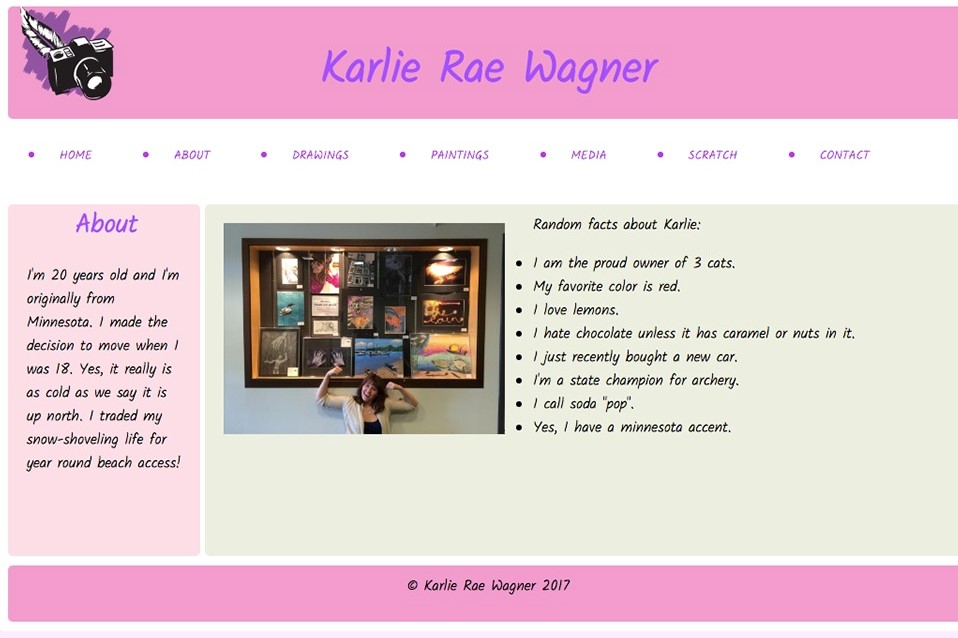 Karlie Rae Wagner
HOME ABOUT DRAWINGS PAINTINGS MEDIA SCRATCH CONTACT
About
I'm 20 years old and I'm
originally from
Minnesota. I made the
decision to move when I
was 18. Yes, it really is
as cold as we say it is
up north. I traded my
snow-shoveling life for
year round beach access!
Random facts about Karlie:
I am the proud owner of 3 cats.
My favorite color is red.
I love lemons.
I hate chocolate unless it has caramel or nuts in it.
I just recently bought a new car.
I'm a state champion for archery.
I call soda "pop".
Yes, I have a minnesota accent.
© Karlie Rae Wagner 2017